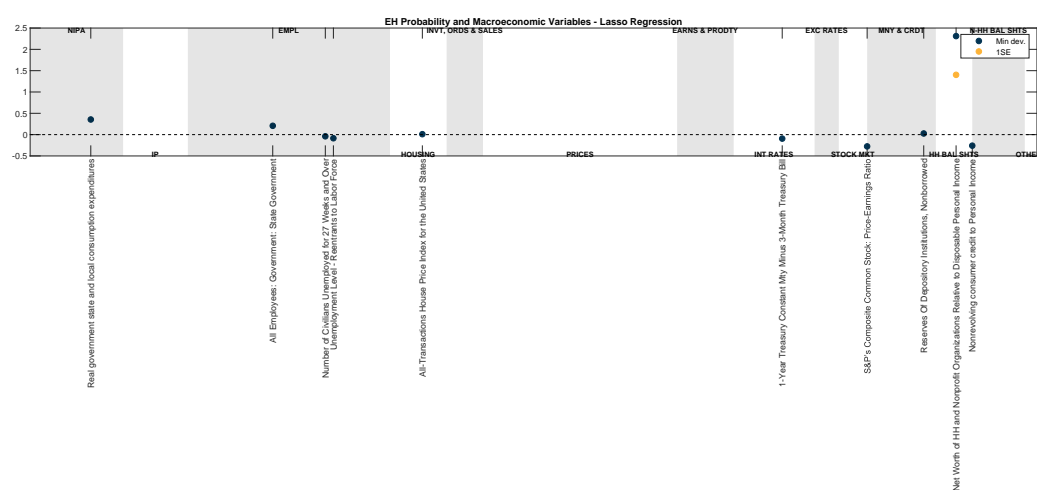 EH Probability and Macroeconomic Variables - Lasso Regression
NIPA
EMPL
INVT, ORDS & SALES
EARNS & PRODTY
EXC RATES
MNY & CRDT
N-HH BAL SHTS
2.5
2
1.5
1
0.5
0
-0.5
Min dev.
1SE
IP
HOUSING
PRICES
INT RATES
STOCK MKT
HH BAL SHTS
OTHE
Real government state and local consumption expenditures
All Employees: Government: State Government
Number of Civilians Unemployed for 27 Weeks and Over
Unemployment Level - Reentrants to Labor Force
All-Transactions House Price Index for the United States
1-Year Treasury Constant Mty Minus 3-Month Treasury Bill
S&P's Composite Common Stock: Price-Earnings Ratio
Reserves Of Depository Institutions, Nonborrowed
Net Worth of HH and Nonprofit Organizations Relative to Disposable Personal Income
Nonrevolving consumer credit to Personal Income